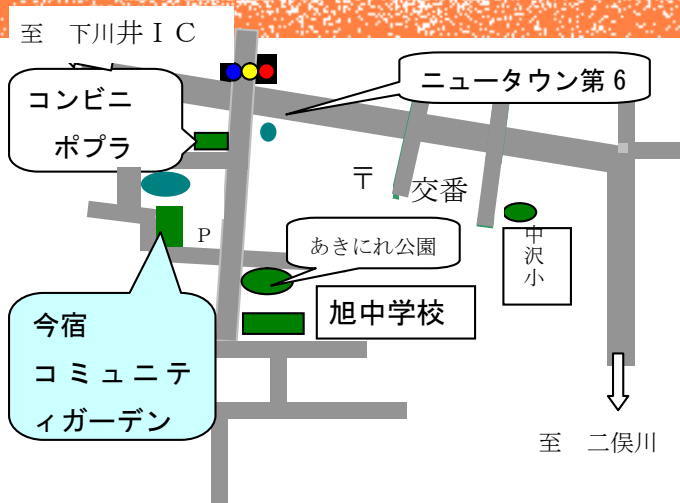 至　下川井ＩＣ
ニュータウン第６
コンビニ
ポプラ
〒
交番
中
沢
小
P
あきにれ公園
旭中学校
今宿
コミュニテ
ィガーデン
至　二俣川